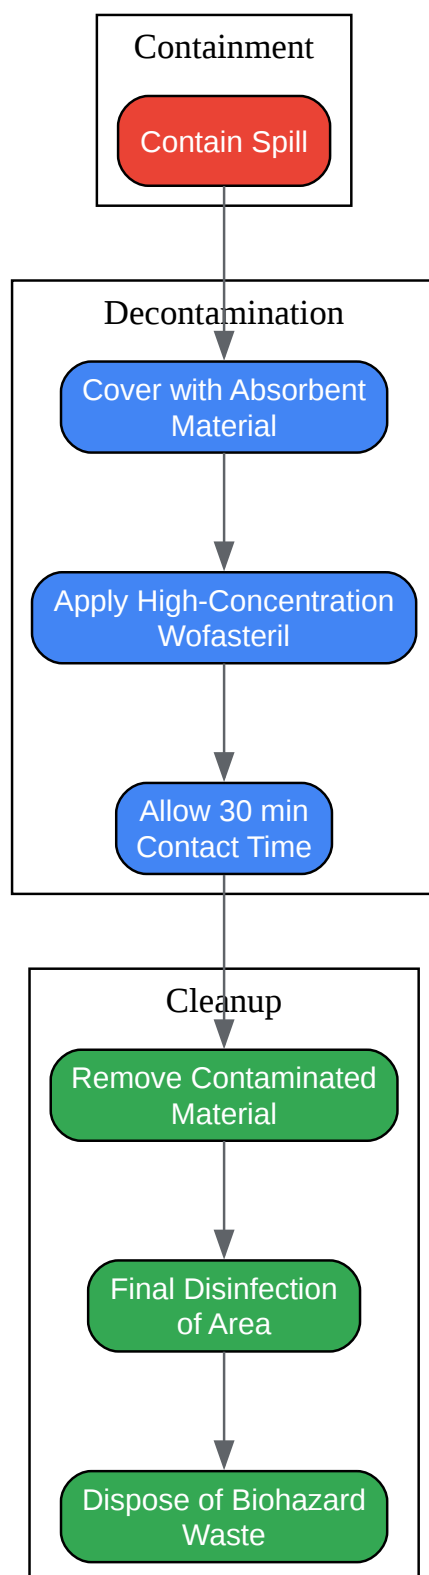 Containment
Contain Spill
Decontamination
Cover with Absorbent
Material
Apply High-Concentration
Wofasteril
Allow 30 min
Contact Time
Cleanup
Remove Contaminated
Material
Final Disinfection
of Area
Dispose of Biohazard
Waste